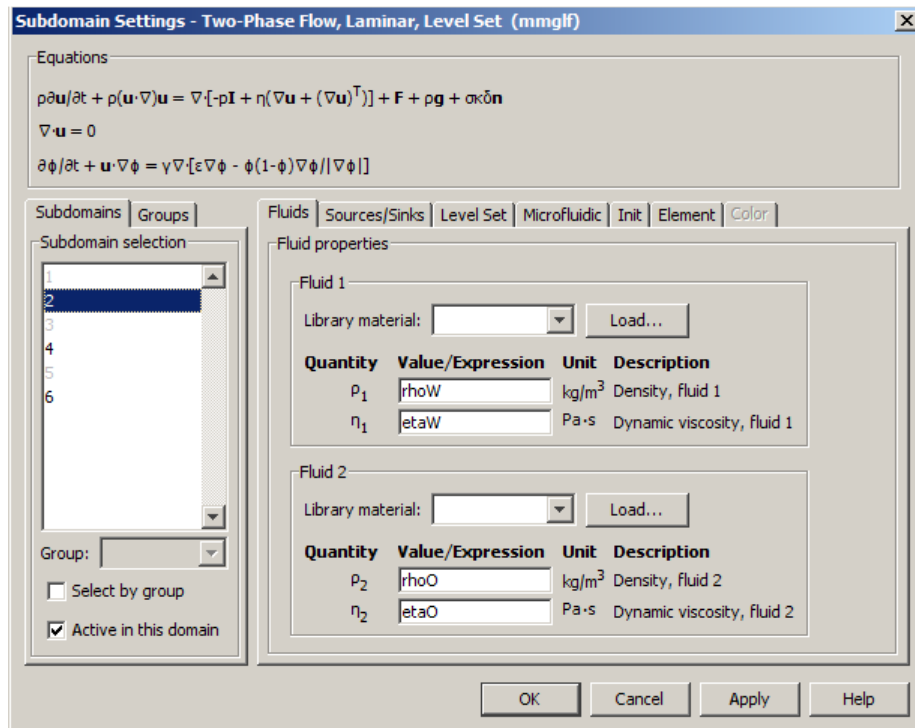 Subdomain Settings - Two-Phase Flow, Laminar, Level Set (mmglf)
Equations
ρ∂u/∂t + ρ(u·∇)u = ∇·[-pI + η(∇u + (∇u)ᵀ)] + F + ρg + σκδn
∇·u = 0
∂ϕ/∂t + u·∇ϕ = γ∇·[ε∇ϕ - ϕ(1-ϕ)∇ϕ/|∇ϕ|]
Subdomains Groups
Subdomain selection
1
2
3
4
5
6
Group:
Select by group
Active in this domain
Fluids Sources/Sinks Level Set Microfluidic Init Element Color
Fluid properties
Fluid 1
Library material: Load...
Quantity Value/Expression Unit Description
ρ₁ rhoW kg/m³ Density, fluid 1
η₁ etaW Pa·s Dynamic viscosity, fluid 1
Fluid 2
Library material: Load...
Quantity Value/Expression Unit Description
ρ₂ rhoO kg/m³ Density, fluid 2
η₂ etaO Pa·s Dynamic viscosity, fluid 2
OK Cancel Apply Help